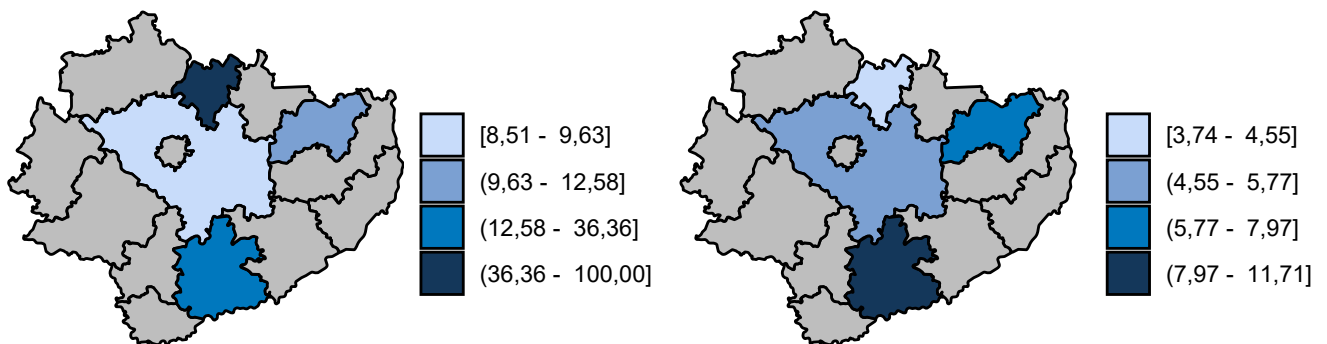 [8,51 - 9,63]
(9,63 - 12,58]
(12,58 - 36,36]
(36,36 - 100,00]
[3,74 - 4,55]
(4,55 - 5,77]
(5,77 - 7,97]
(7,97 - 11,71]